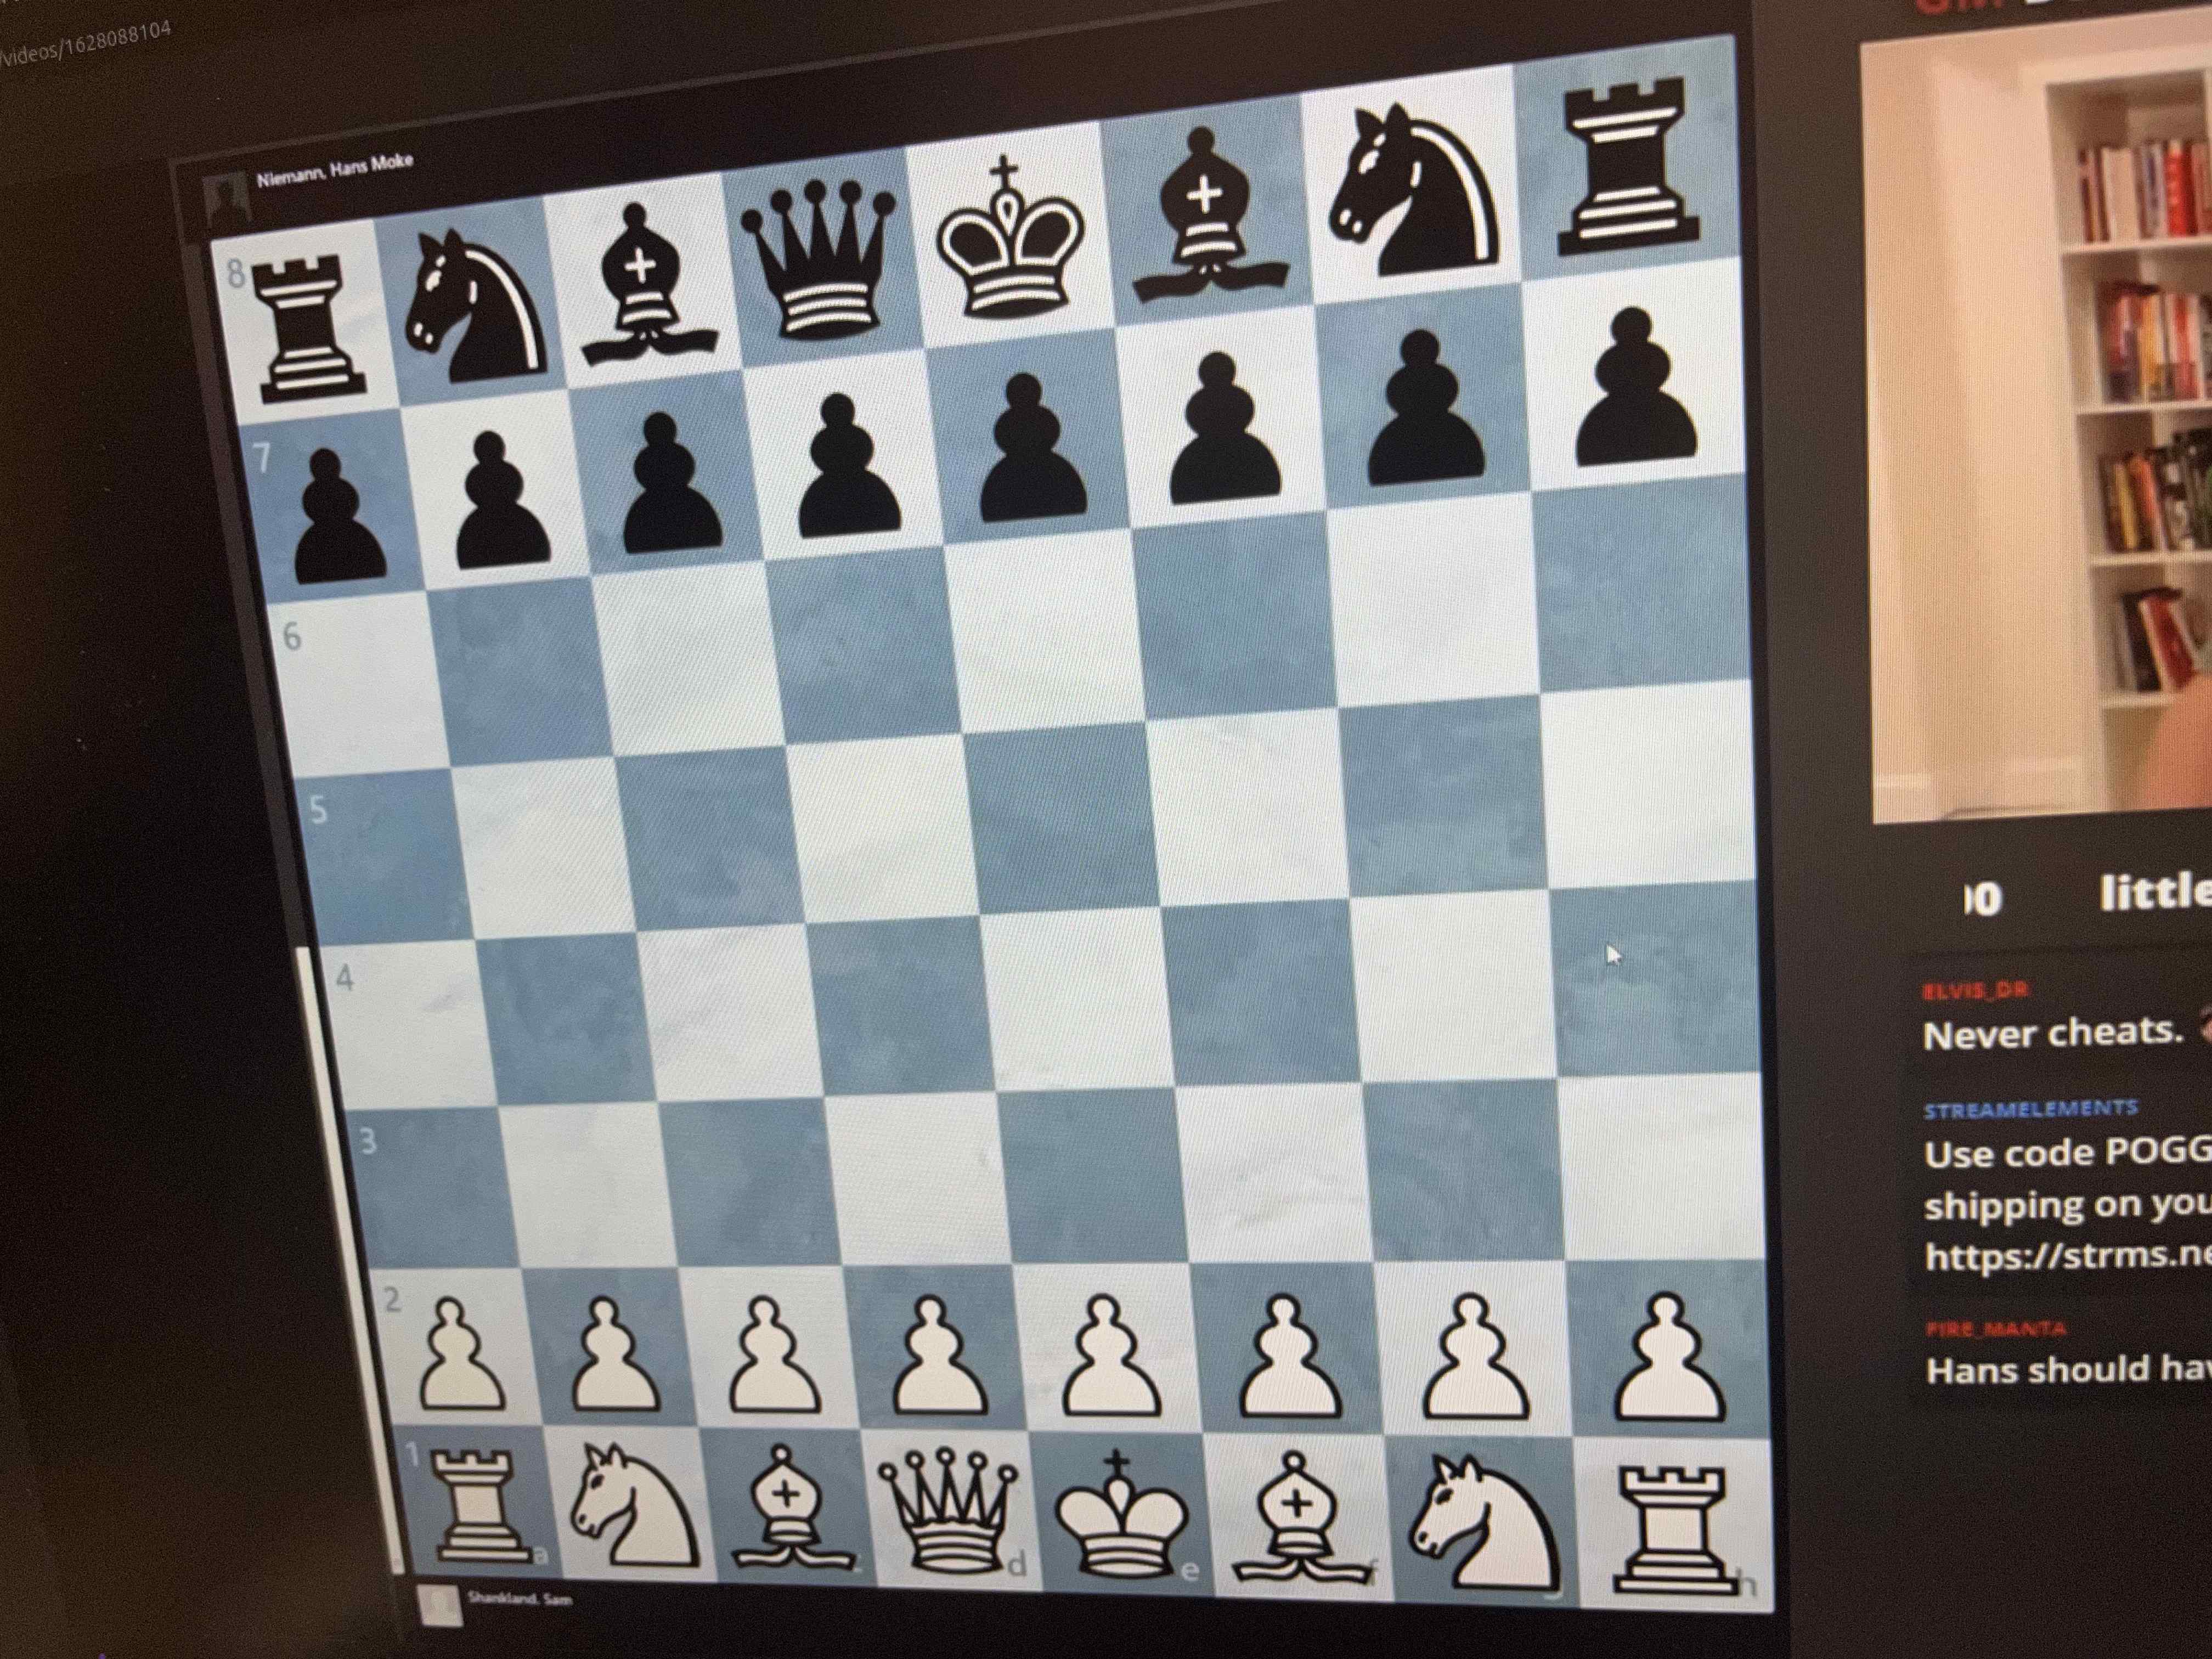 /videos/1628088104
Niemann, Hans Moke
8
7
6
5
4
3
2
1
a
d
e
f
h
Shankland, Sam
GM
little
ELVIS_DR
Never cheats.
STREAMELEMENTS
Use code POGG
shipping on you
https://strms.ne
FIRE_MANTA
Hans should hav